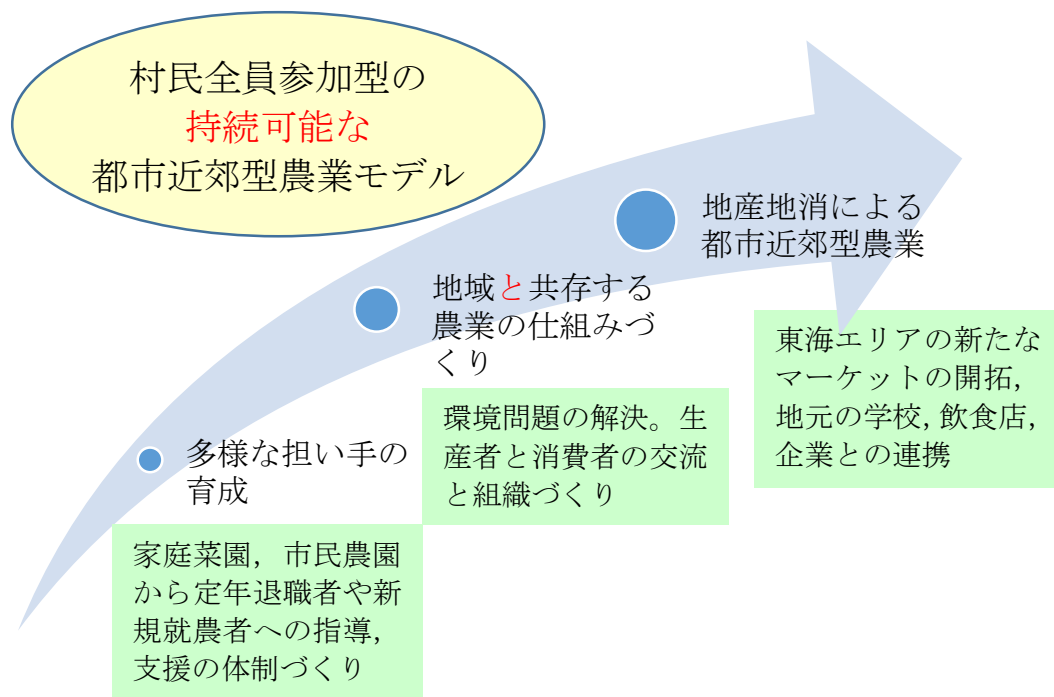 村民全員参加型の
持続可能な
都市近郊型農業モデル
地産地消による
都市近郊型農業
地域と共存する
農業の仕組みづ
くり
東海エリアの新たな
マーケットの開拓,
地元の学校,飲食店,
企業との連携
環境問題の解決。生
産者と消費者の交流
と組織づくり
多様な担い手の
育成
家庭菜園，市民農園
から定年退職者や新
規就農者への指導,
支援の体制づくり